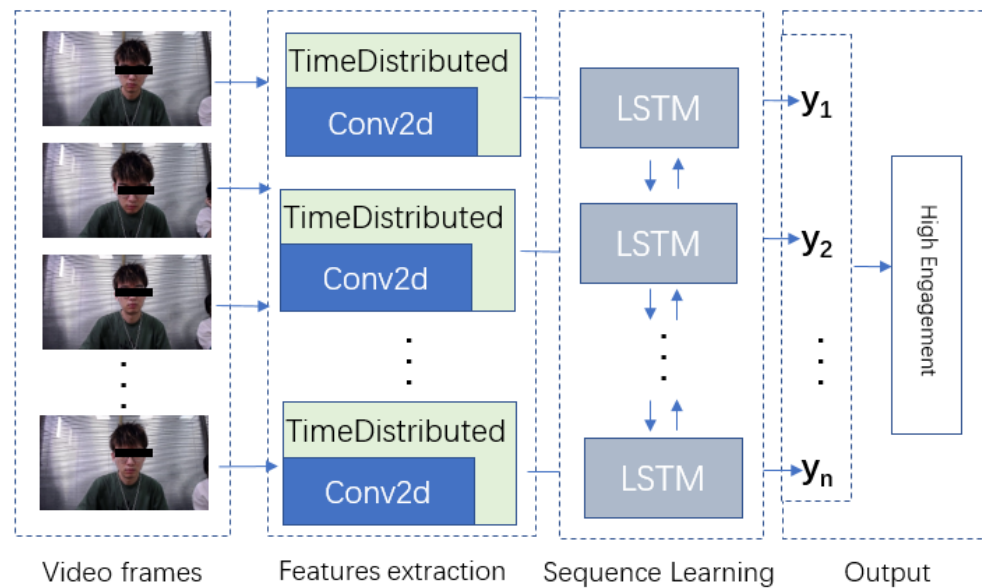 TimeDistributed
Conv2d
LSTM
y1
TimeDistributed
Conv2d
LSTM
y2
TimeDistributed
Conv2d
LSTM
yn
High Engagement
Video frames
Features extraction
Sequence Learning
Output